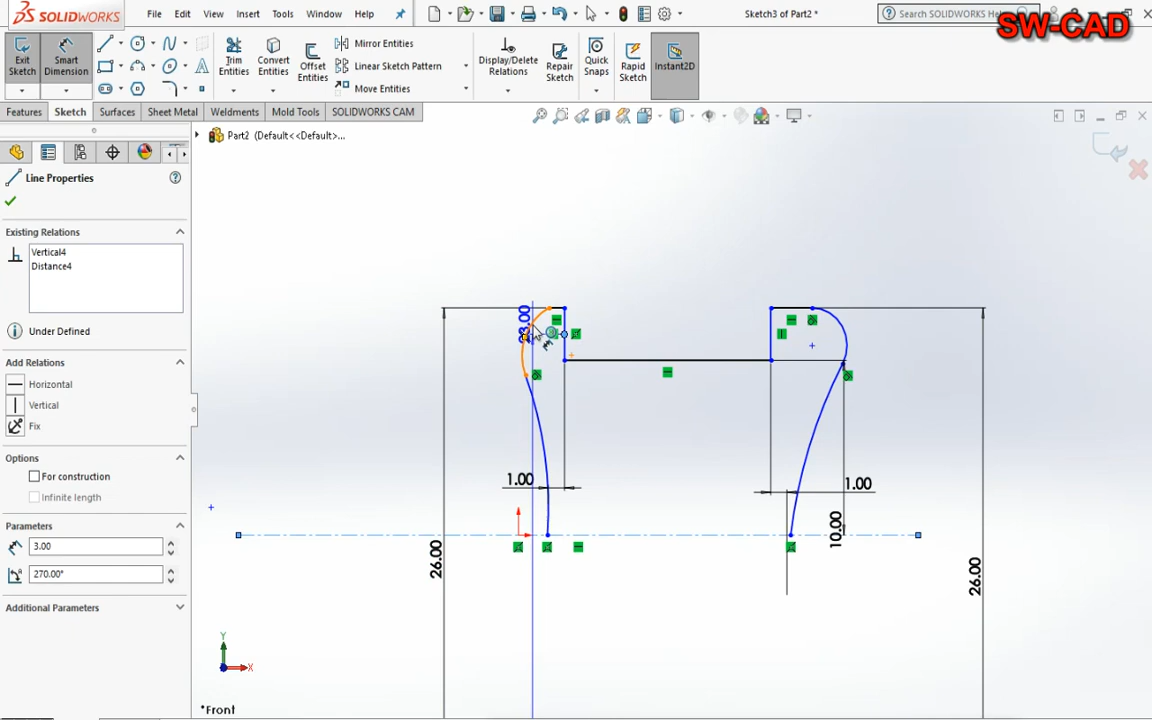 SOLIDWORKS
File
Edit
View
Insert
Tools
Window
Help
Sketch3 of Part2 *
Search SOLIDWORKS Help
SW-CAD
Exit Sketch
Smart Dimension
Trim Entities
Convert Entities
Offset Entities
Mirror Entities
Linear Sketch Pattern
Move Entities
Display/Delete Relations
Repair Sketch
Quick Snaps
Rapid Sketch
Instant2D
Features
Sketch
Surfaces
Sheet Metal
Weldments
Mold Tools
SOLIDWORKS CAM
Part2 (Default<<Default>...
Line Properties
Existing Relations
Vertical4
Distance4
Under Defined
Add Relations
Horizontal
Vertical
Fix
Options
For construction
Infinite length
Parameters
3.00
270.00°
Additional Parameters
1.00
1.00
10.00
26.00
26.00
Y
X
*Front